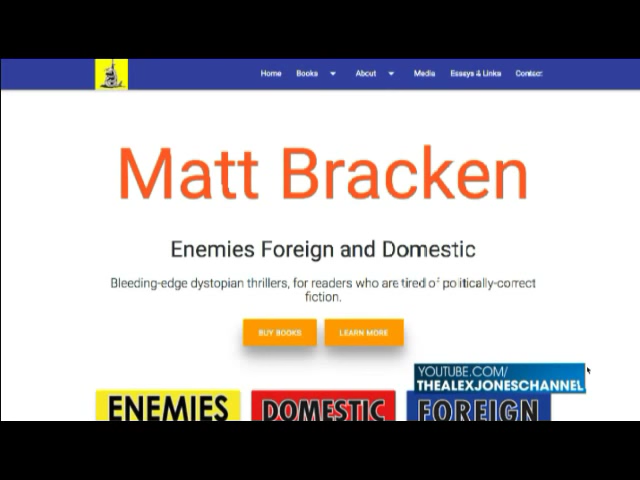 Home Books About Media Essays & Links Contact
Matt Bracken
Enemies Foreign and Domestic
Bleeding-edge dystopian thrillers, for readers who are tired of politically-correct
fiction.
BUY BOOKS LEARN MORE
YOUTUBE.COM/
THEALEXJONESCHANNEL
ENEMIES DOMESTIC FOREIGN